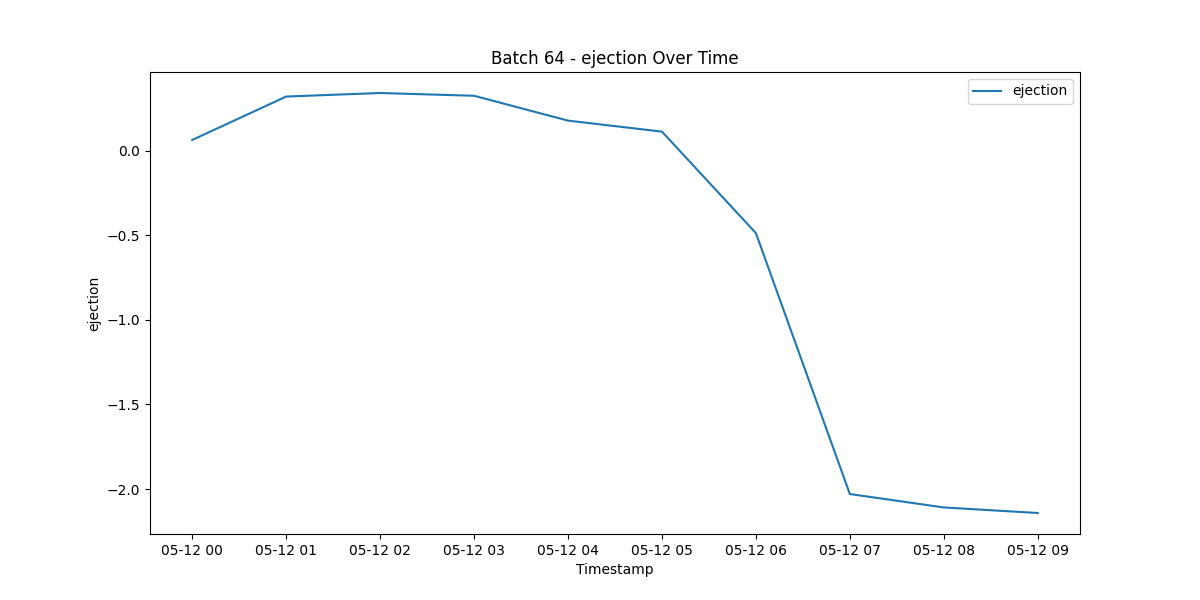 Batch 64 - ejection Over Time
ejection
ejection
0.0
−0.5
−1.0
−1.5
−2.0
05-12 00 05-12 01 05-12 02 05-12 03 05-12 04 05-12 05 05-12 06 05-12 07 05-12 08 05-12 09
Timestamp